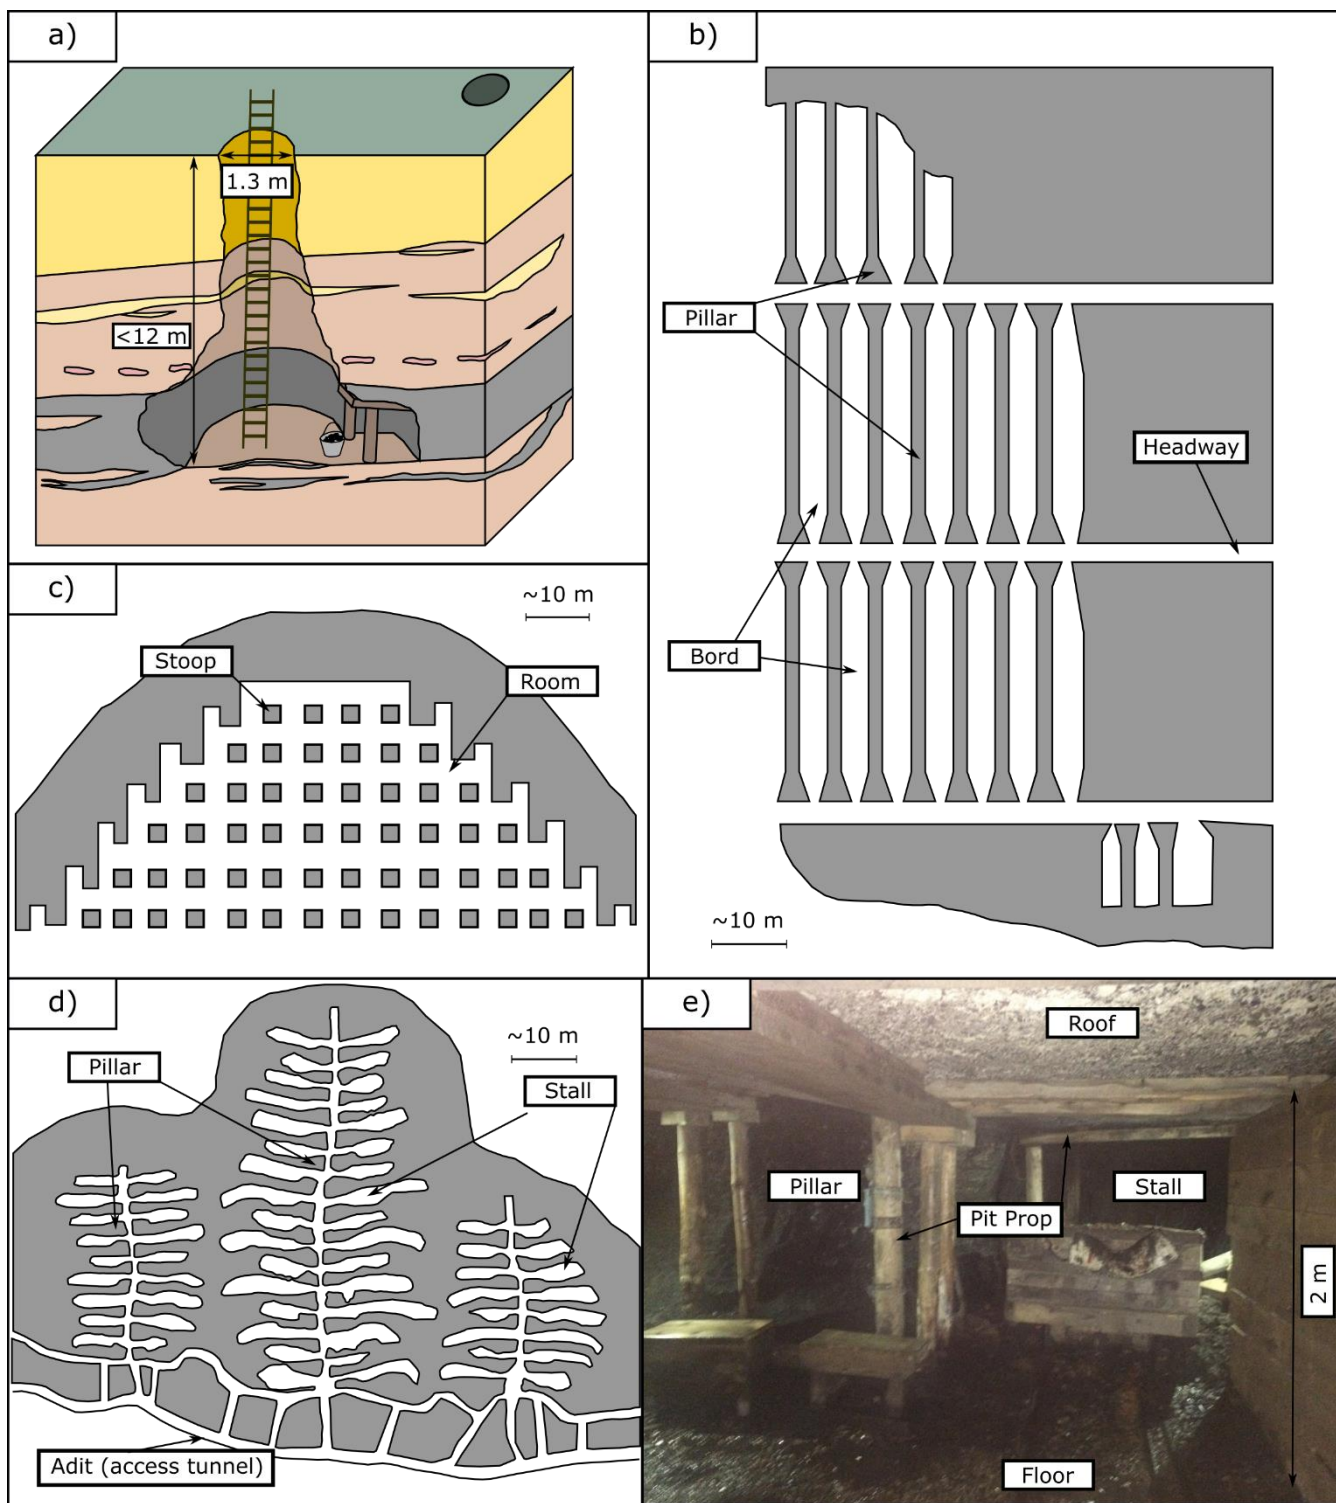 a)
1.3 m
<12 m
b)
Pillar
Headway
Bord
~10 m
c)
~10 m
Stoop
Room
d)
~10 m
Pillar
Stall
Adit (access tunnel)
e)
Roof
Pillar
Stall
Pit Prop
2 m
Floor